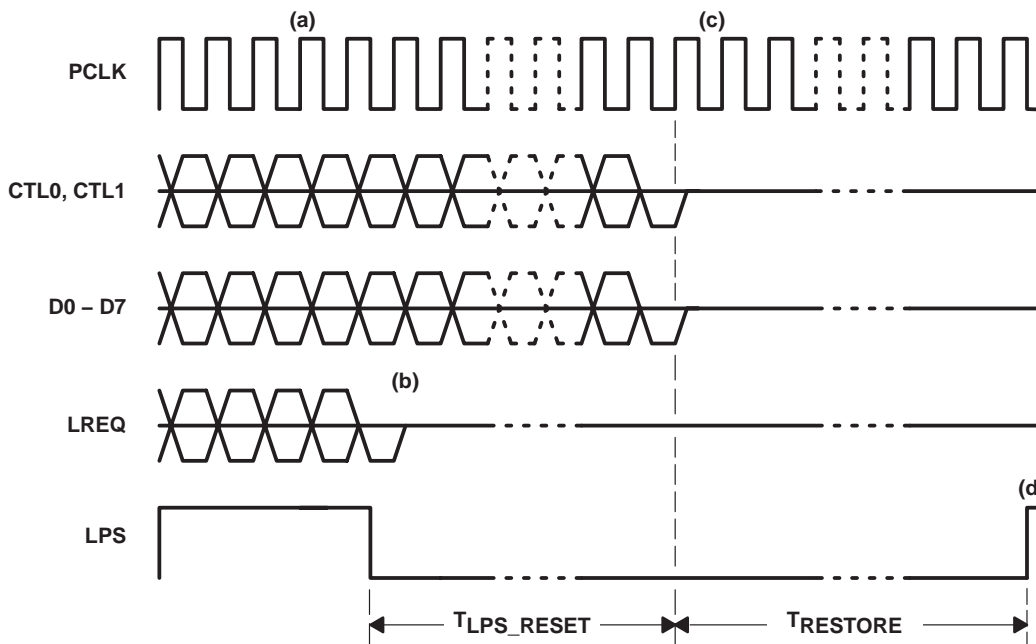 (a) (c)
PCLK
CTL0, CTL1
D0 – D7
(b)
LREQ
(d
LPS
TLPS_RESET TRESTORE